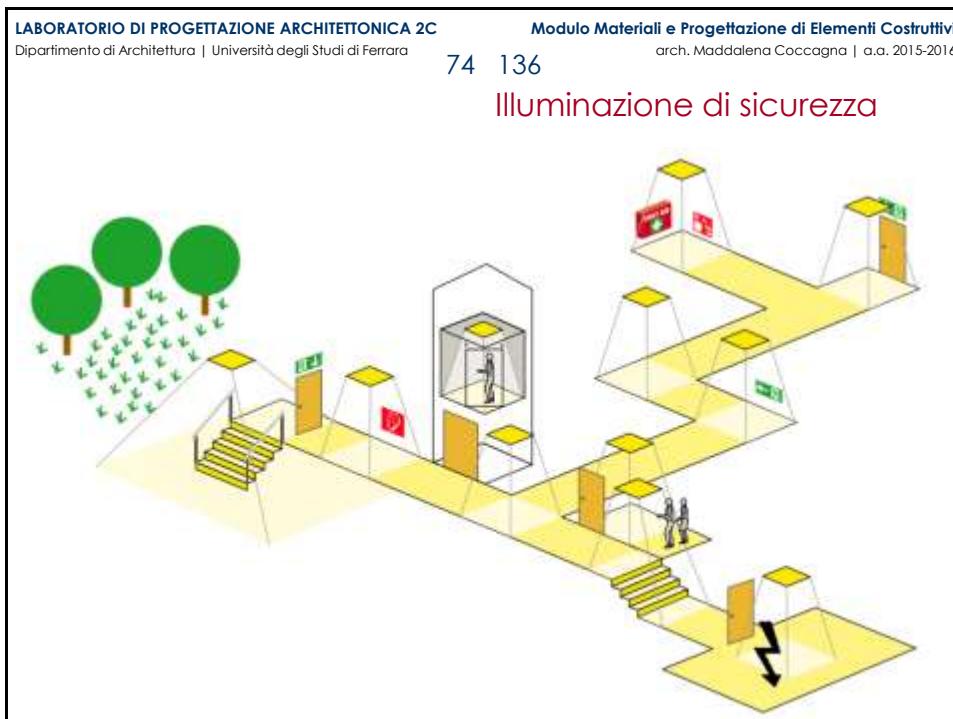 LABORATORIO DI PROGETTAZIONE ARCHITETTONICA 2C
Dipartimento di Architettura | Università degli Studi di Ferrara
Modulo Materiali e Progettazione di Elementi Costruttivi
arch. Maddalena Coccagna | a.a. 2015-2016
74 136
Illuminazione di sicurezza